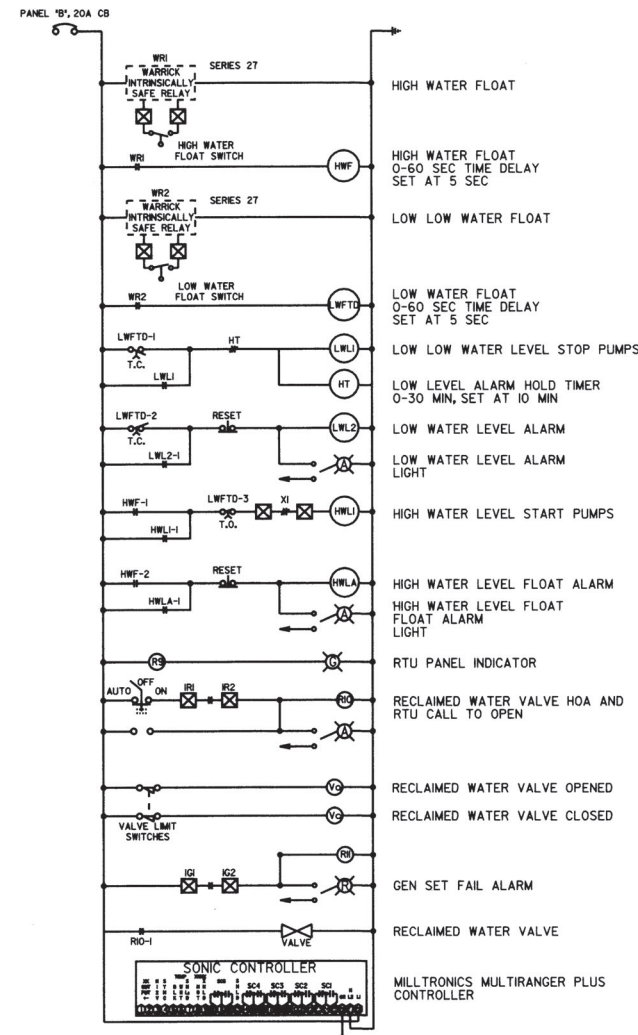 PANEL "B", 20A CB
WR1
WARRICK
INTRINSICALLY
SAFE RELAY
SERIES 27
HIGH WATER FLOAT
HIGH WATER
FLOAT SWITCH
WR1
HWF
HIGH WATER FLOAT
0-60 SEC TIME DELAY
SET AT 5 SEC
WR2
WARRICK
INTRINSICALLY
SAFE RELAY
SERIES 27
LOW LOW WATER FLOAT
LOW WATER
FLOAT SWITCH
WR2
LWFTD
LOW WATER FLOAT
0-60 SEC TIME DELAY
SET AT 5 SEC
LWFTD-1
T.C.
HT
LWL1
LOW LOW WATER LEVEL STOP PUMPS
LWL1
HT
LOW LEVEL ALARM HOLD TIMER
0-30 MIN, SET AT 10 MIN
LWFTD-2
T.C.
RESET
LWL2
LOW WATER LEVEL ALARM
LWL2-1
A
LOW WATER LEVEL ALARM
LIGHT
HWF-1
LWFTD-3
T.O.
X1
HWL1
HIGH WATER LEVEL START PUMPS
HWL1-1
HWF-2
RESET
HWLA
HIGH WATER LEVEL FLOAT ALARM
HWLA-1
A
HIGH WATER LEVEL FLOAT
FLOAT ALARM
LIGHT
R9
G
RTU PANEL INDICATOR
AUTO OFF ON
IR1 IR2
R10
RECLAIMED WATER VALVE HOA AND
RTU CALL TO OPEN
A
Vo
RECLAIMED WATER VALVE OPENED
Vc
RECLAIMED WATER VALVE CLOSED
VALVE LIMIT
SWITCHES
R11
IG1 IG2
R
GEN SET FAIL ALARM
R10-1
VALVE
RECLAIMED WATER VALVE
SONIC CONTROLLER
SC4 SC3 SC2 SC1
MILLTRONICS MULTIRANGER PLUS
CONTROLLER